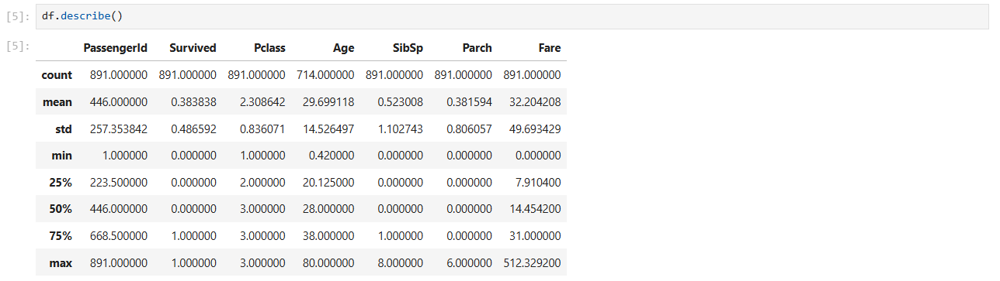 [5]: df.describe()
[5]:
PassengerId Survived Pclass Age SibSp Parch Fare
count 891.000000 891.000000 891.000000 714.000000 891.000000 891.000000 891.000000
mean 446.000000 0.383838 2.308642 29.699118 0.523008 0.381594 32.204208
std 257.353842 0.486592 0.836071 14.526497 1.102743 0.806057 49.693429
min 1.000000 0.000000 1.000000 0.420000 0.000000 0.000000 0.000000
25% 223.500000 0.000000 2.000000 20.125000 0.000000 0.000000 7.910400
50% 446.000000 0.000000 3.000000 28.000000 0.000000 0.000000 14.454200
75% 668.500000 1.000000 3.000000 38.000000 1.000000 0.000000 31.000000
max 891.000000 1.000000 3.000000 80.000000 8.000000 6.000000 512.329200